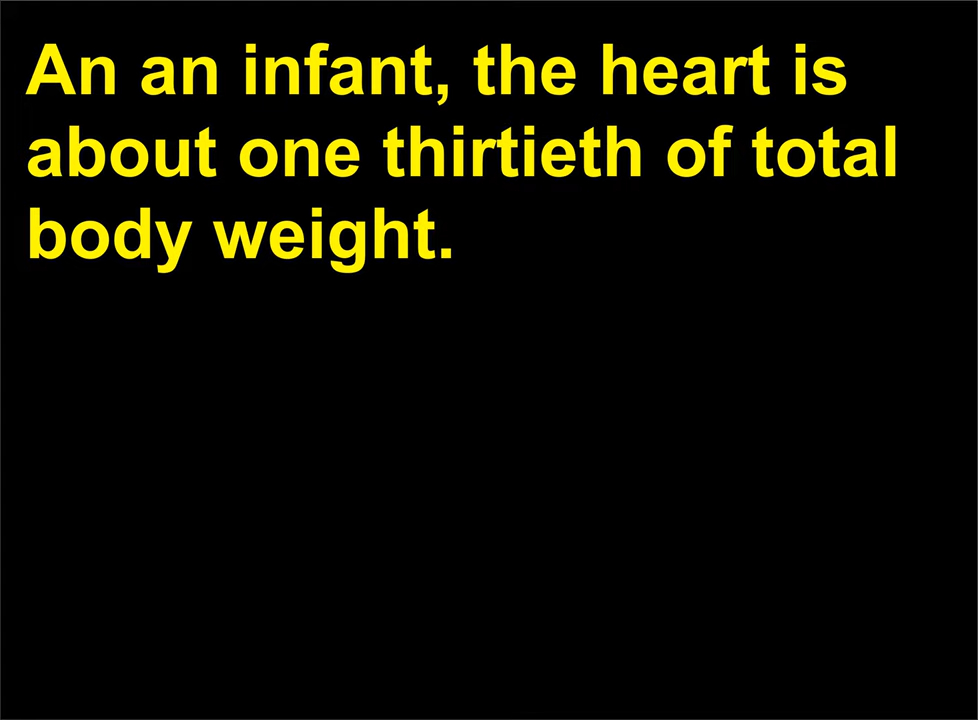 An an infant, the heart is
about one thirtieth of total
body weight.